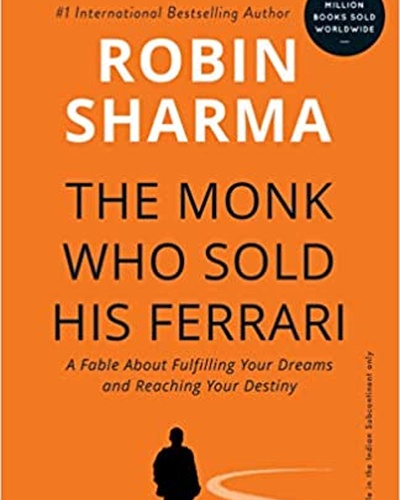 #1 International Bestselling Author
MILLION
BOOKS SOLD
WORLDWIDE
ROBIN
SHARMA
THE MONK
WHO SOLD
HIS FERRARI
A Fable About Fulfilling Your Dreams
and Reaching Your Destiny
in the Indian Subcontinent only